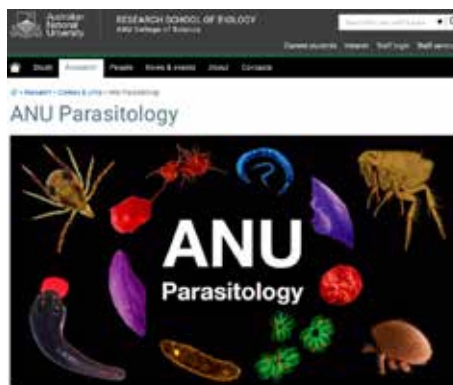 Australian
National
University
RESEARCH SCHOOL OF BIOLOGY
ANU College of Science
Current students Staff login
Study Research People News & events About Contacts
ANU Parasitology
ANU
Parasitology